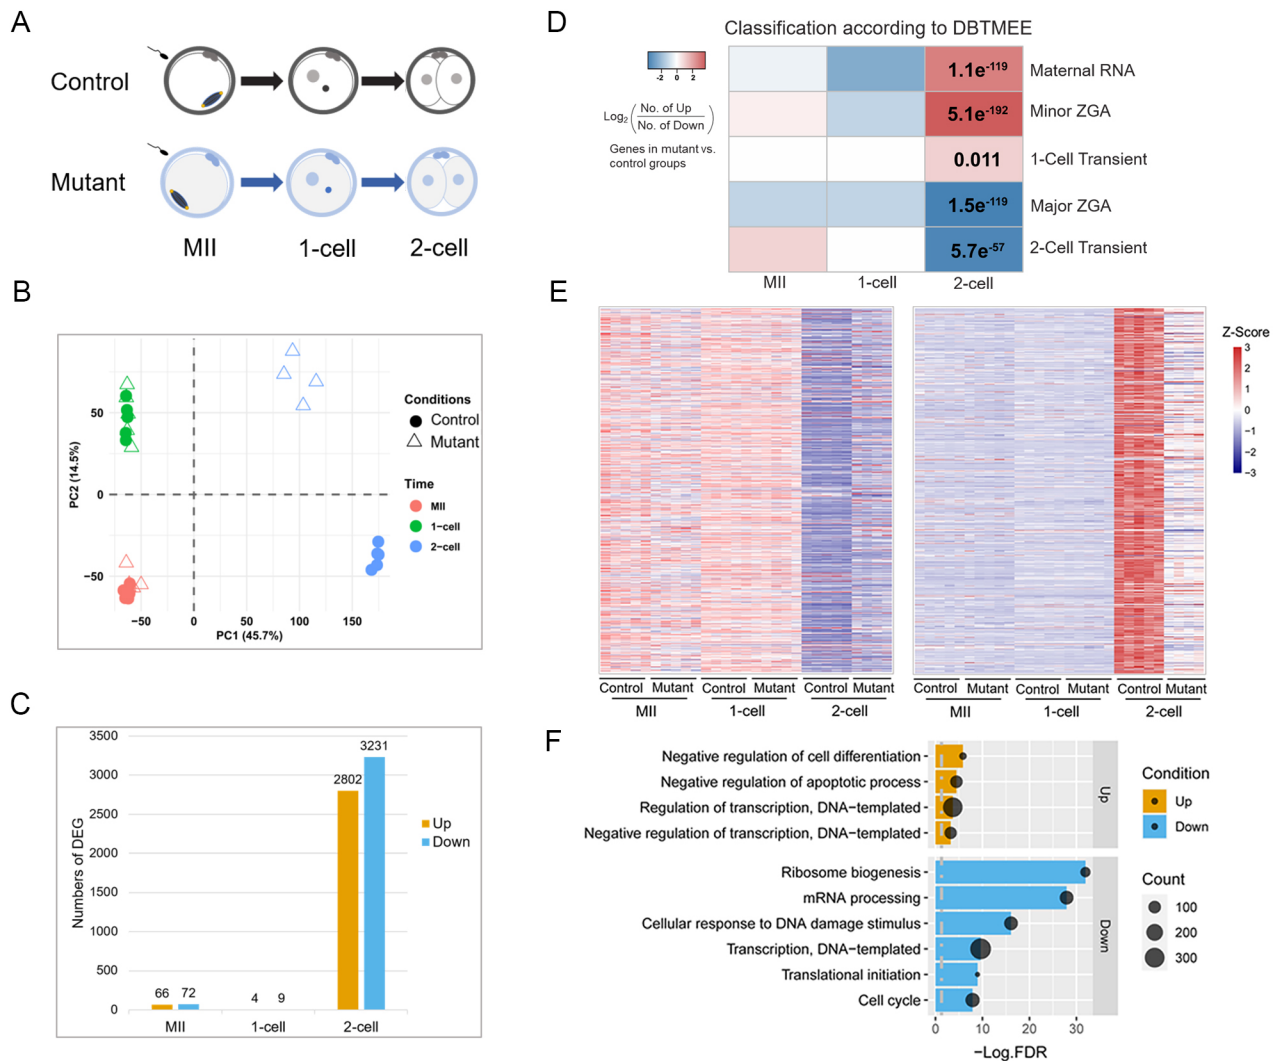 A
Control
Mutant
MII
1-cell
2-cell
B
50
0
−50
−50
0
50
100
150
PC2 (14.5%)
PC1 (45.7%)
Conditions
Control
Mutant
Time
MII
1−cell
2−cell
C
Numbers of DEG
3500
3000
2500
2000
1500
1000
500
0
66
72
4
9
2802
3231
MII
1-cell
2-cell
Up
Down
D
Classification according to DBTMEE
-2 0 2
Log2 ( No. of Up
No. of Down )
Genes in mutant vs.
control groups
1.1e-119
Maternal RNA
5.1e-192
Minor ZGA
0.011
1-Cell Transient
1.5e-119
Major ZGA
5.7e-57
2-Cell Transient
MII
1-cell
2-cell
E
Control Mutant Control Mutant Control Mutant
MII 1-cell 2-cell
Control Mutant Control Mutant Control Mutant
MII 1-cell 2-cell
Z-Score
3
2
1
0
−1
−2
−3
F
Negative regulation of cell differentiation
Negative regulation of apoptotic process
Regulation of transcription, DNA−templated
Negative regulation of transcription, DNA−templated
Up
Ribosome biogenesis
mRNA processing
Cellular response to DNA damage stimulus
Transcription, DNA−templated
Translational initiation
Cell cycle
Down
0 10 20 30
−Log.FDR
Condition
Up
Down
Count
100
200
300